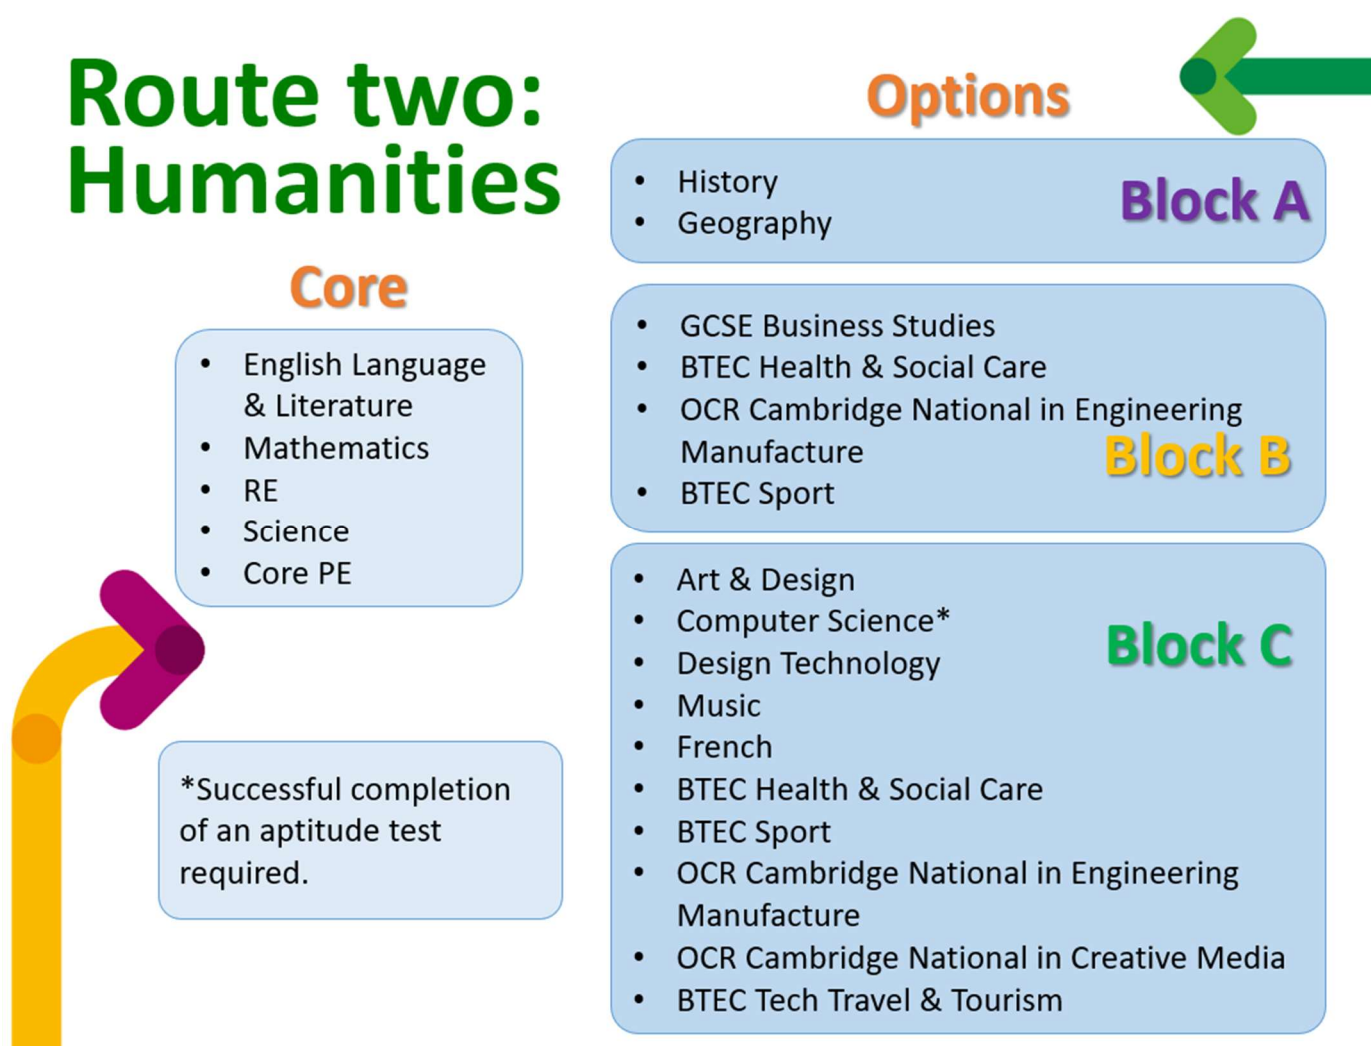 Route two:
Humanities
Core
• English Language
& Literature
• Mathematics
• RE
• Science
• Core PE
*Successful completion
of an aptitude test
required.
Options
• History
• Geography
Block A
• GCSE Business Studies
• BTEC Health & Social Care
• OCR Cambridge National in Engineering
Manufacture
• BTEC Sport
Block B
• Art & Design
• Computer Science*
• Design Technology
• Music
• French
• BTEC Health & Social Care
• BTEC Sport
• OCR Cambridge National in Engineering
Manufacture
• OCR Cambridge National in Creative Media
• BTEC Tech Travel & Tourism
Block C